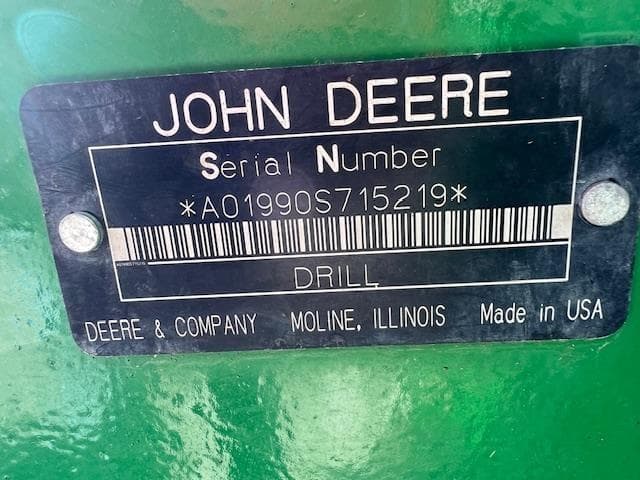 JOHN DEERE
Serial Number
*A01990S715219*
DRILL
DEERE & COMPANY MOLINE, ILLINOIS Made in USA